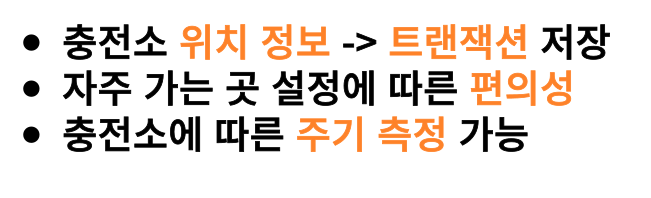 • 충전소 위치 정보 -> 트랜잭션 저장
• 자주 가는 곳 설정에 따른 편의성
• 충전소에 따른 주기 측정 가능